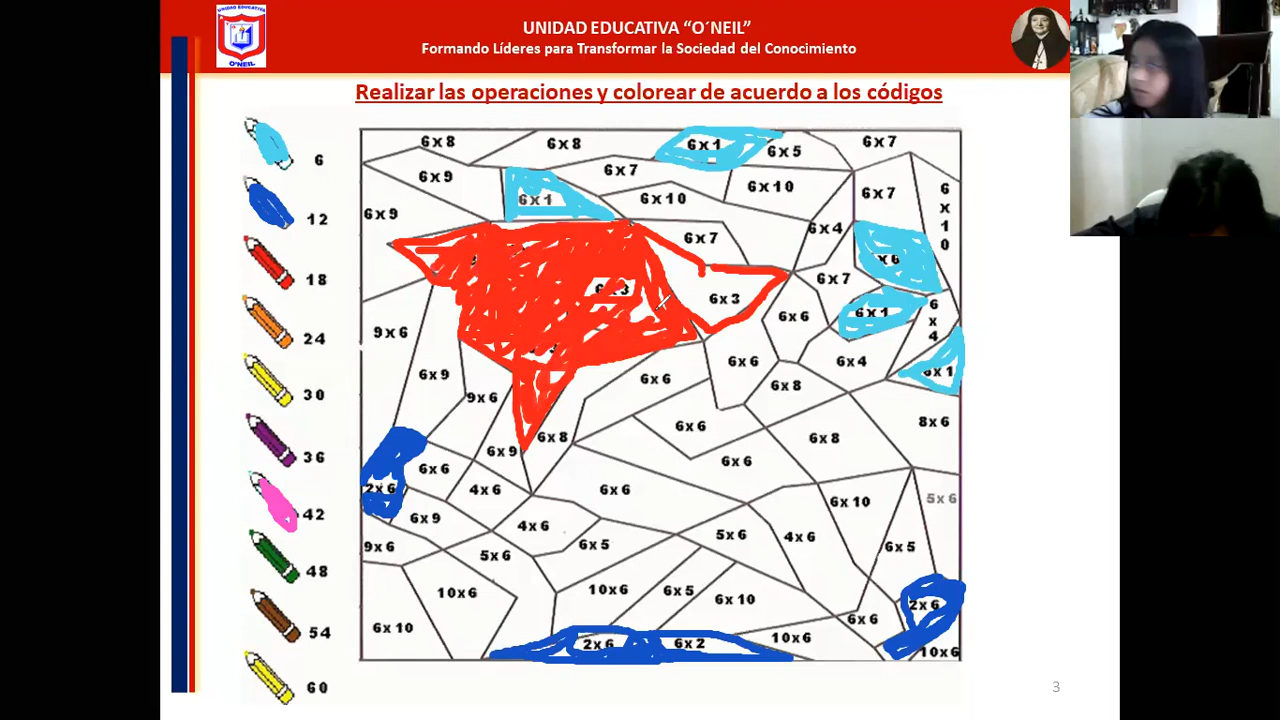 UNIDAD EDUCATIVA
O´NEIL
UNIDAD EDUCATIVA “O´NEIL”
Formando Líderes para Transformar la Sociedad del Conocimiento
Realizar las operaciones y colorear de acuerdo a los códigos
6
12
18
24
30
36
42
48
54
60
6 x 8
6 x 8
6 x 1
6 x 5
6 x 7
6 x 9
6 x 7
6 x 10
6 x 10
6 x 7
6 x 10
6 x 1
6 x 9
6 x 7
6 x 4
x 6
6 x 7
6 x 3
6 x 3
6 x 6
6 x 1
6 x 4
9 x 6
6 x 9
6 x 6
6 x 6
6 x 4
6 x 1
6 x 8
9 x 6
6 x 8
6 x 6
6 x 8
8 x 6
6 x 9
6 x 6
6 x 6
2 x 6
4 x 6
6 x 6
6 x 10
5 x 6
6 x 9
4 x 6
5 x 6
4 x 6
9 x 6
5 x 6
6 x 5
6 x 5
10 x 6
10 x 6
6 x 5
6 x 10
2 x 6
6 x 10
2 x 6
6 x 2
10 x 6
6 x 6
10 x 6
3